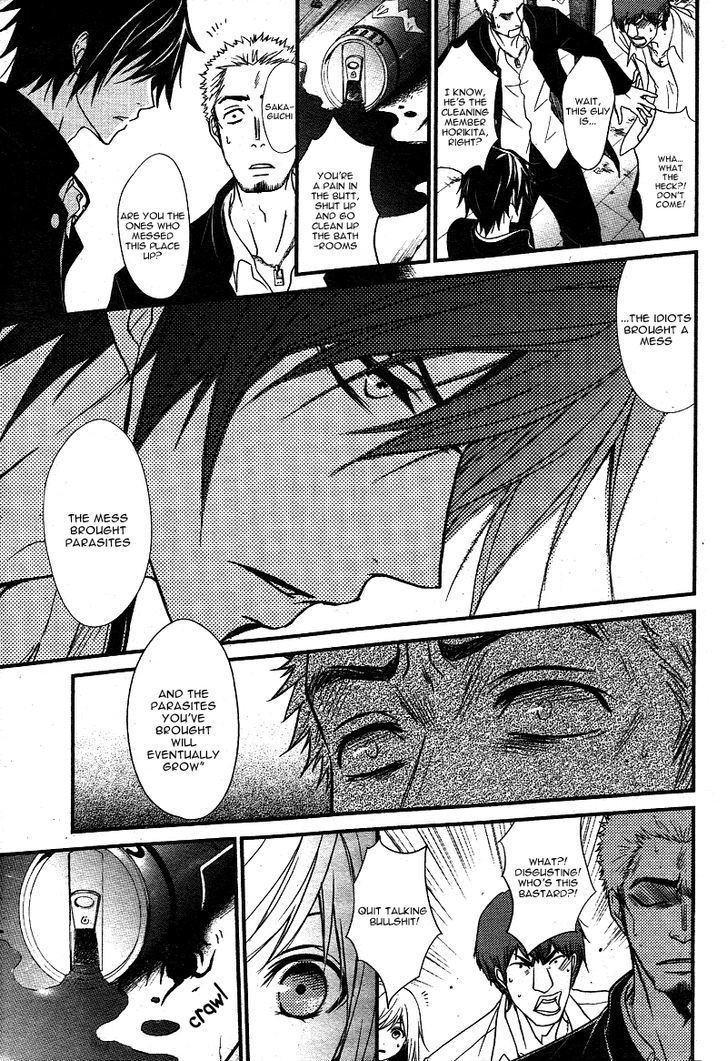 WHA...
WHAT
THE
HECK?!
DON'T
COME!
WAIT,
THIS GUY
IS...
I KNOW,
HE'S THE
CLEANING
MEMBER
HORIKITA,
RIGHT?
YOU'RE
A PAIN
IN THE
BUTT,
SHUT UP
AND GO
CLEAN UP
THE BATH
-ROOMS
SAKA-
GUCHI
ARE YOU THE
ONES WHO
MESSED
THIS PLACE
UP?
...THE IDIOTS
BROUGHT A
MESS
THE MESS
BROUGHT
PARASITES
AND THE
PARASITES
YOU'VE
BROUGHT
WILL
EVENTUALLY
GROW"
WHAT?!
DISGUSTING!
WHO'S THIS
BASTARD?!
QUIT TALKING
BULLSHIT!
crawl